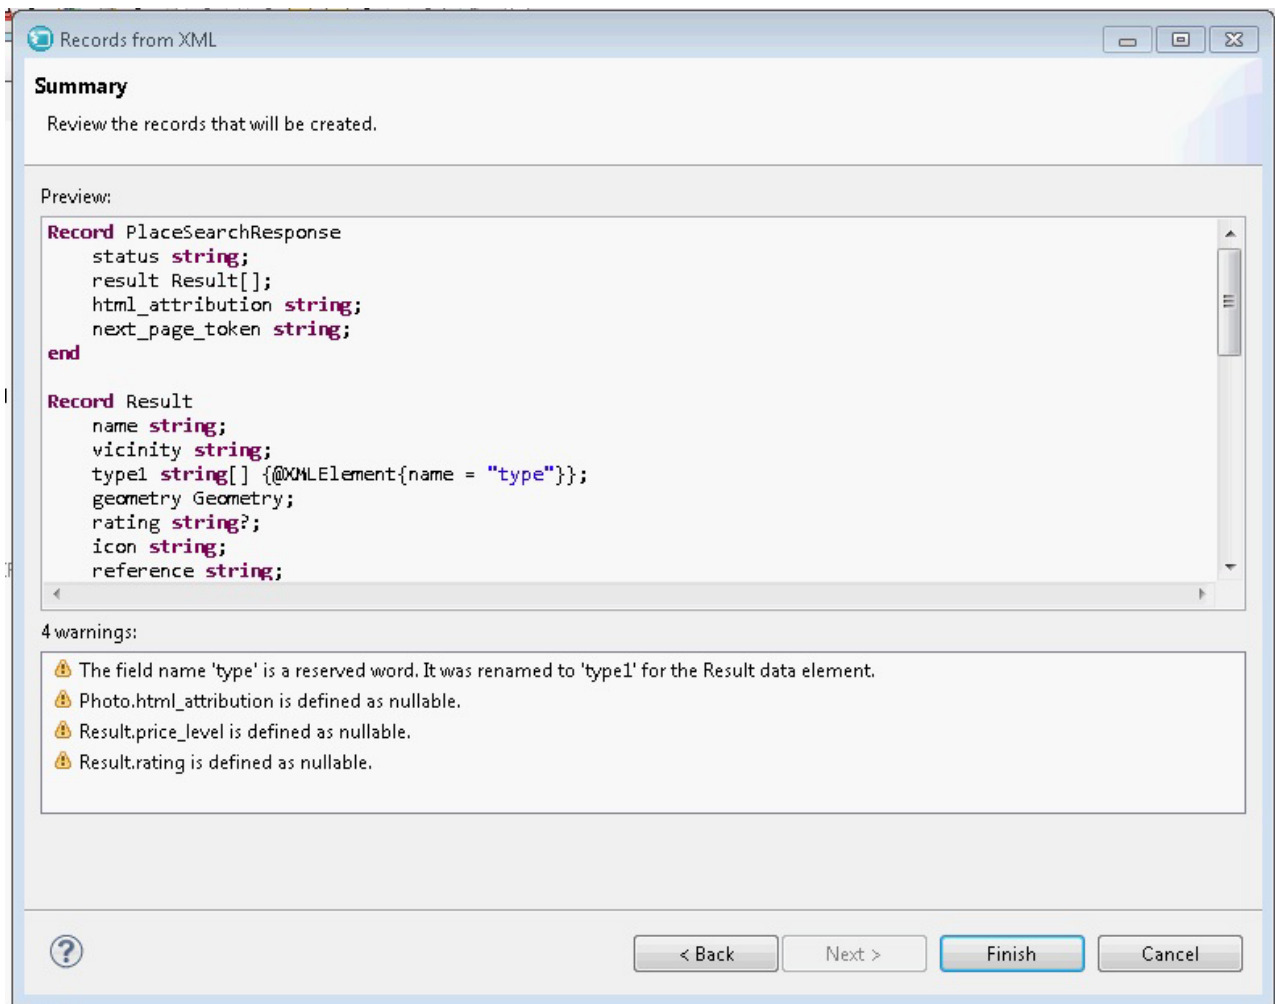 Records from XML
Summary
Review the records that will be created.
Preview:
Record PlaceSearchResponse
    status string;
    result Result[];
    html_attribution string;
    next_page_token string;
end
Record Result
    name string;
    vicinity string;
    type1 string[] {@XMLElement{name = "type"}};
    geometry Geometry;
    rating string?;
    icon string;
    reference string;
4 warnings:
The field name 'type' is a reserved word. It was renamed to 'type1' for the Result data element.
Photo.html_attribution is defined as nullable.
Result.price_level is defined as nullable.
Result.rating is defined as nullable.
? < Back Next > Finish Cancel